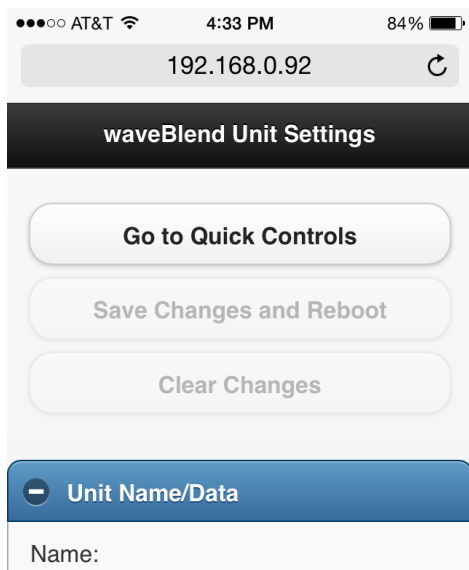 AT&T 4:33 PM 84%
192.168.0.92
waveBlend Unit Settings
Go to Quick Controls
Save Changes and Reboot
Clear Changes
Unit Name/Data
Name: